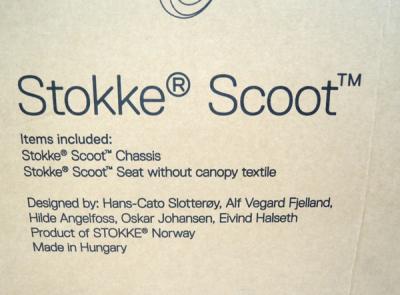 Stokke® Scoot™
Items included:
Stokke® Scoot™ Chassis
Stokke® Scoot™ Seat without canopy textile
Designed by: Hans-Cato Slotterøy, Alf Vegard Fjelland,
Hilde Angelfoss, Oskar Johansen, Eivind Halseth
Product of STOKKE® Norway
Made in Hungary